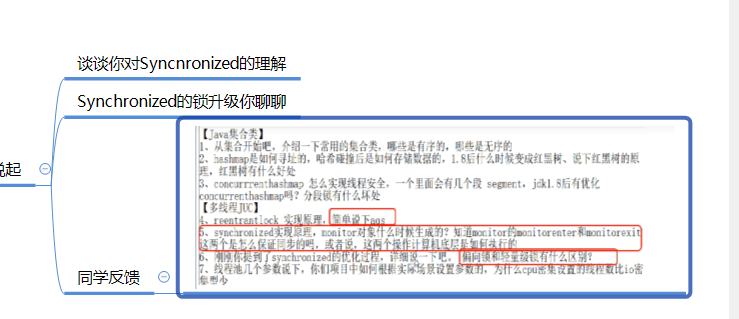 谈谈你对Syncnronized的理解
Synchronized的锁升级你聊聊
说起
同学反馈
【Java集合类】
1、从集合开始吧，介绍一下常用的集合类，哪些是有序的，哪些是无序的
2、hashmap是如何寻址的，哈希碰撞后是如何存储数据的，1.8后什么时候变成红黑树、说下红黑树的原
理，红黑树有什么好处
3、concurrrenthashmap 怎么实现线程安全，一个里面会有几个段 segment，jdk1.8后有优化
concurrenthashmap吗？分段锁有什么坏处
【多线程JUC】
4、reentrantlock 实现原理，简单说下aqs
5、synchronized实现原理，monitor对象什么时候生成的？知道monitor的monitorenter和monitorexit
这两个是怎么保证同步的吧，或者说，这两个操作计算机底层是如何执行的
6、刚刚你提到了synchronized的优化过程，详细说一下吧。偏向锁和轻量级锁有什么区别？
7、线程池几个参数说下，你们项目中如何根据实际场景设置参数的，为什么cpu密集设置的线程数比io密
集型少